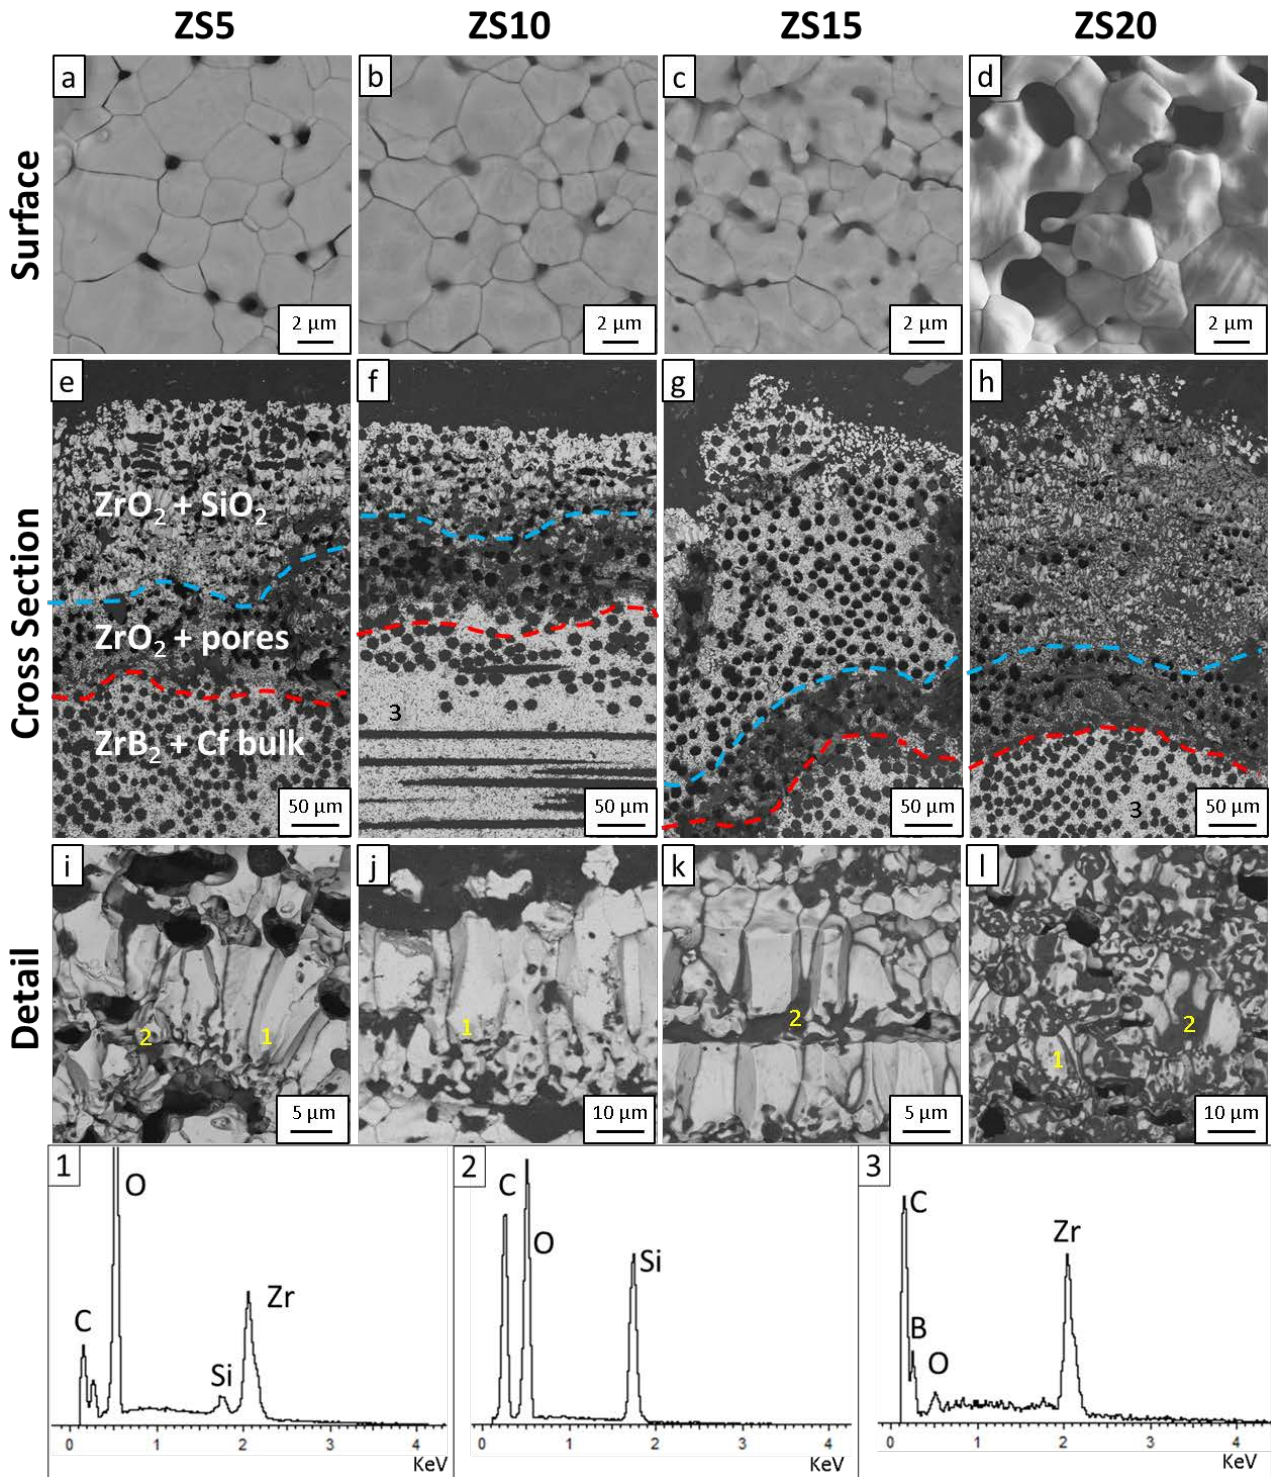 ZS5 ZS10 ZS15 ZS20
Surface
a b c d
2 µm 2 µm 2 µm 2 µm
Cross Section
e f g h
ZrO2 + SiO2
ZrO2 + pores
ZrB2 + Cf bulk
3
3
50 µm 50 µm 50 µm 50 µm
Detail
i j k l
2 1 1 2 1 2
5 µm 10 µm 5 µm 10 µm
1 2 3
C O Si Zr
0 1 2 3 4
KeV
C O Si
0 1 2 3 4
KeV
C B O Zr
0 1 2 3 4
KeV